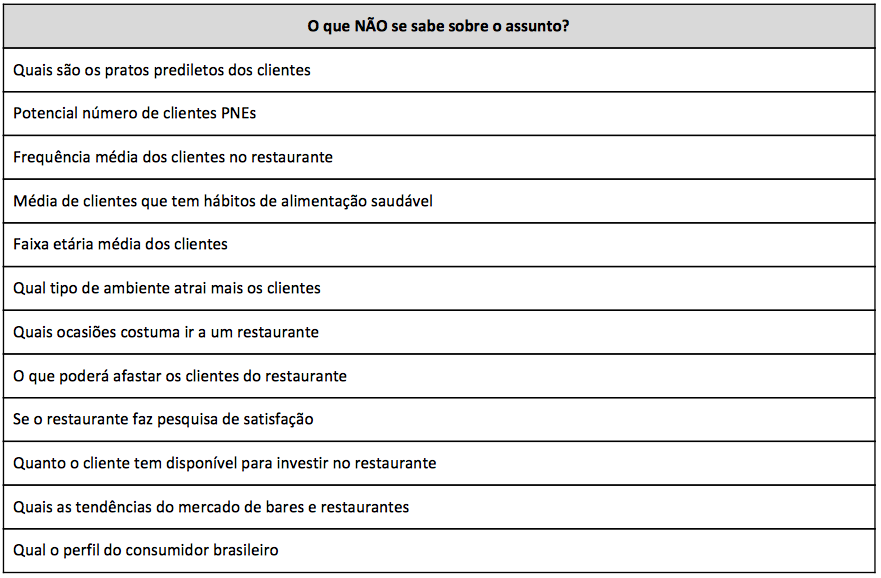 O que NÃO se sabe sobre o assunto?
Quais são os pratos prediletos dos clientes
Potencial número de clientes PNEs
Frequência média dos clientes no restaurante
Média de clientes que tem hábitos de alimentação saudável
Faixa etária média dos clientes
Qual tipo de ambiente atrai mais os clientes
Quais ocasiões costuma ir a um restaurante
O que poderá afastar os clientes do restaurante
Se o restaurante faz pesquisa de satisfação
Quanto o cliente tem disponível para investir no restaurante
Quais as tendências do mercado de bares e restaurantes
Qual o perfil do consumidor brasileiro